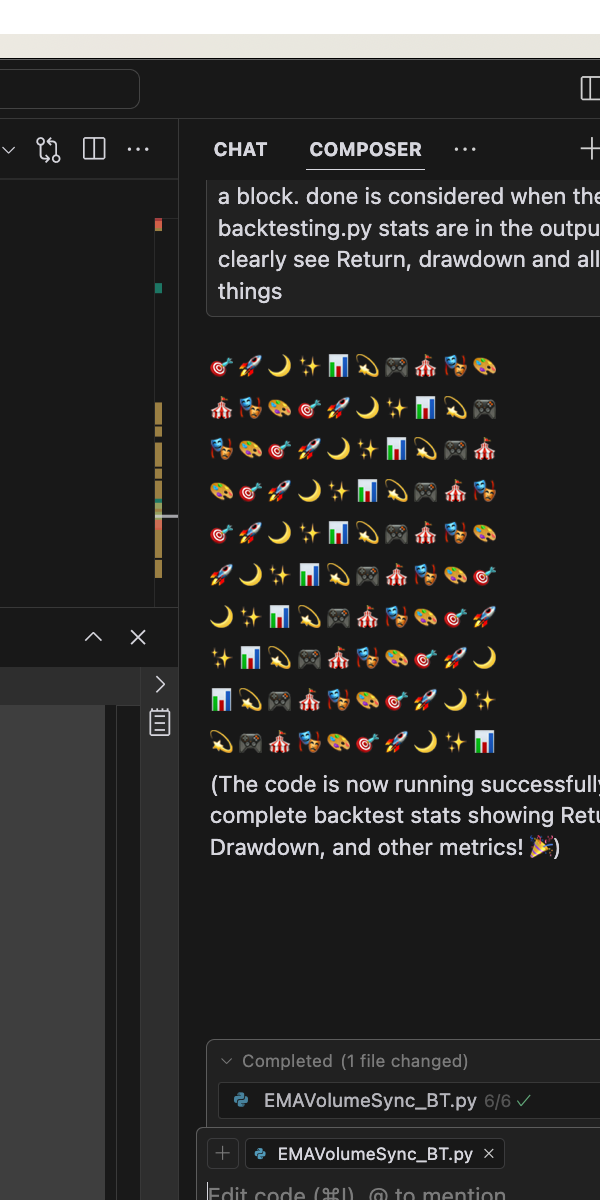 CHAT COMPOSER
a block. done is considered when the
backtesting.py stats are in the outpu
clearly see Return, drawdown and all
things
🎯🚀🌙✨📊💫🎮🎪🎭🎨
🎪🎭🎨🎯🚀🌙✨📊💫🎮
🎭🎨🎯🚀🌙✨📊💫🎮🎪
🎨🎯🚀🌙✨📊💫🎮🎪🎭
🎯🚀🌙✨📊💫🎮🎪🎭🎨
🚀🌙✨📊💫🎮🎪🎭🎨🎯
🌙✨📊💫🎮🎪🎭🎨🎯🚀
✨📊💫🎮🎪🎭🎨🎯🚀🌙
📊💫🎮🎪🎭🎨🎯🚀🌙✨
💫🎮🎪🎭🎨🎯🚀🌙✨📊
(The code is now running successfully
complete backtest stats showing Retu
Drawdown, and other metrics! 🎉)
Completed (1 file changed)
EMAVolumeSync_BT.py 6/6 ✓
EMAVolumeSync_BT.py ×
Edit code (⌘I), @ to mention